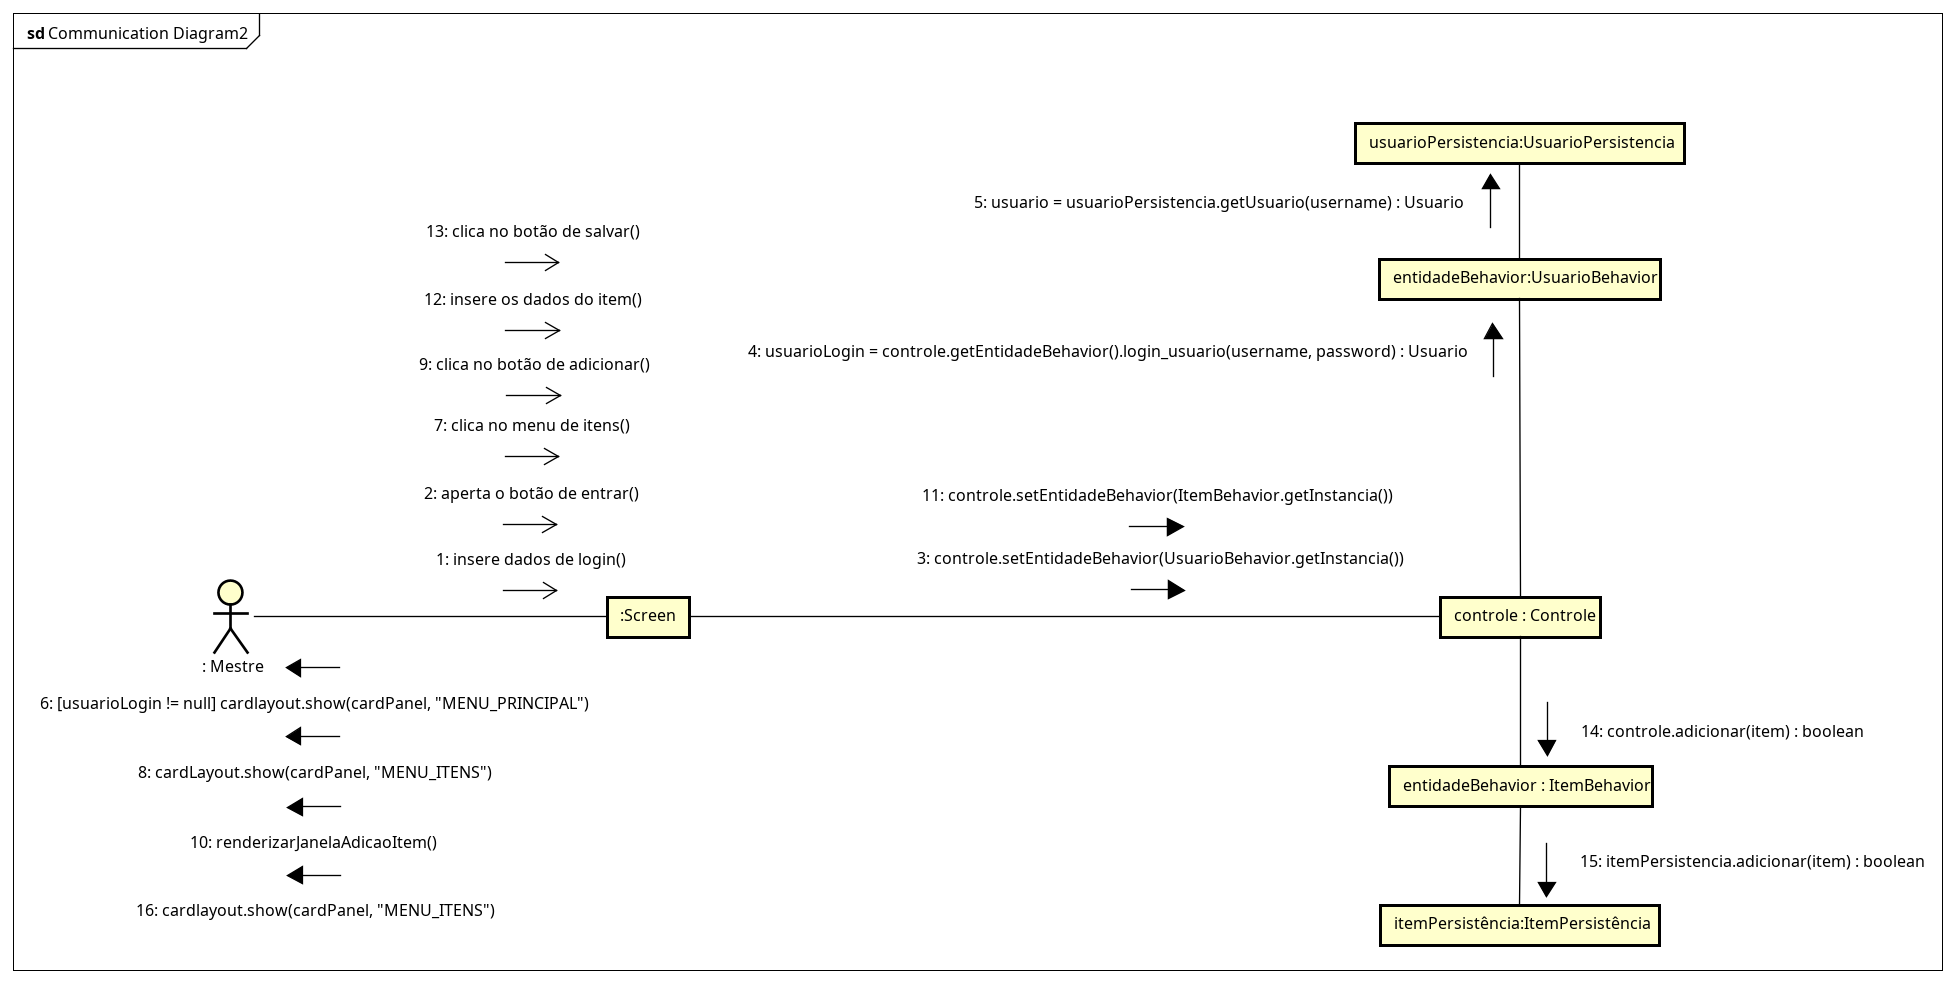 sd Communication Diagram2
usuarioPersistencia:UsuarioPersistencia
5: usuario = usuarioPersistencia.getUsuario(username) : Usuario
13: clica no botão de salvar()
entidadeBehavior:UsuarioBehavior
12: insere os dados do item()
4: usuarioLogin = controle.getEntidadeBehavior().login_usuario(username, password) : Usuario
9: clica no botão de adicionar()
7: clica no menu de itens()
2: aperta o botão de entrar()
11: controle.setEntidadeBehavior(ItemBehavior.getInstancia())
1: insere dados de login()
3: controle.setEntidadeBehavior(UsuarioBehavior.getInstancia())
:Screen
controle : Controle
: Mestre
6: [usuarioLogin != null] cardlayout.show(cardPanel, "MENU_PRINCIPAL")
14: controle.adicionar(item) : boolean
8: cardLayout.show(cardPanel, "MENU_ITENS")
entidadeBehavior : ItemBehavior
10: renderizarJanelaAdicaoItem()
15: itemPersistencia.adicionar(item) : boolean
16: cardlayout.show(cardPanel, "MENU_ITENS")
itemPersistência:ItemPersistência